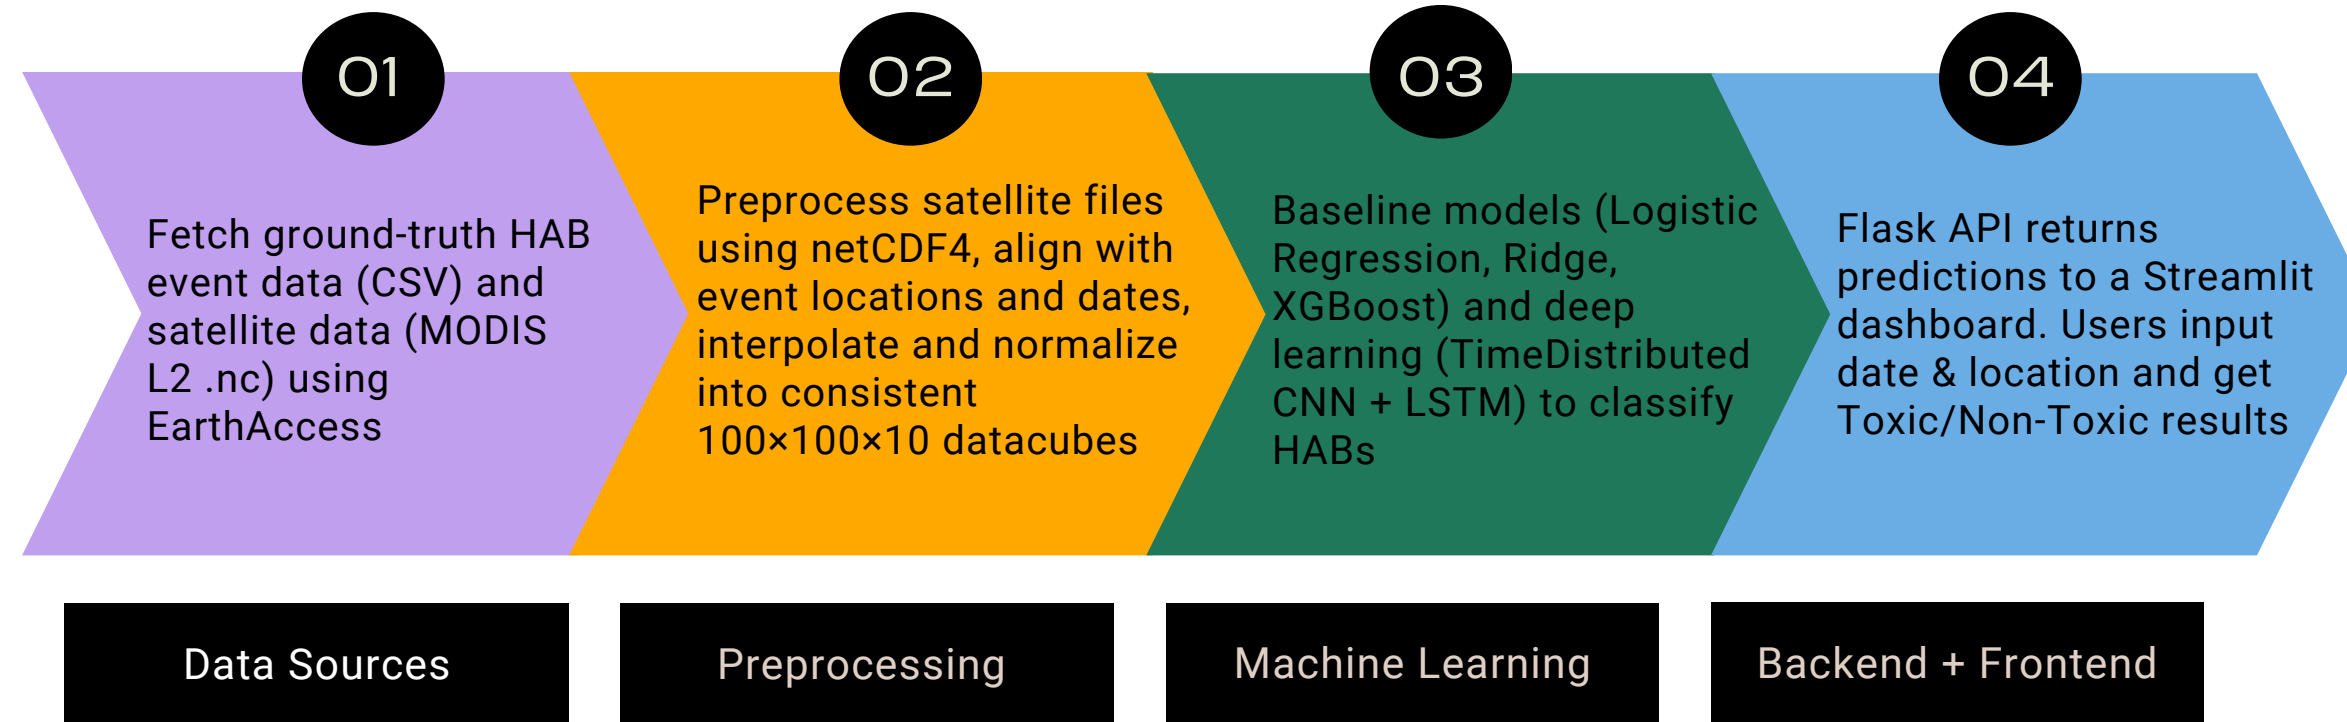 01
Fetch ground-truth HAB
event data (CSV) and
satellite data (MODIS
L2 .nc) using
EarthAccess
Data Sources
02
Preprocess satellite files
using netCDF4, align with
event locations and dates,
interpolate and normalize
into consistent
100×100×10 datacubes
Preprocessing
03
Baseline models (Logistic
Regression, Ridge,
XGBoost) and deep
learning (TimeDistributed
CNN + LSTM) to classify
HABs
Machine Learning
04
Flask API returns
predictions to a Streamlit
dashboard. Users input
date & location and get
Toxic/Non-Toxic results
Backend + Frontend